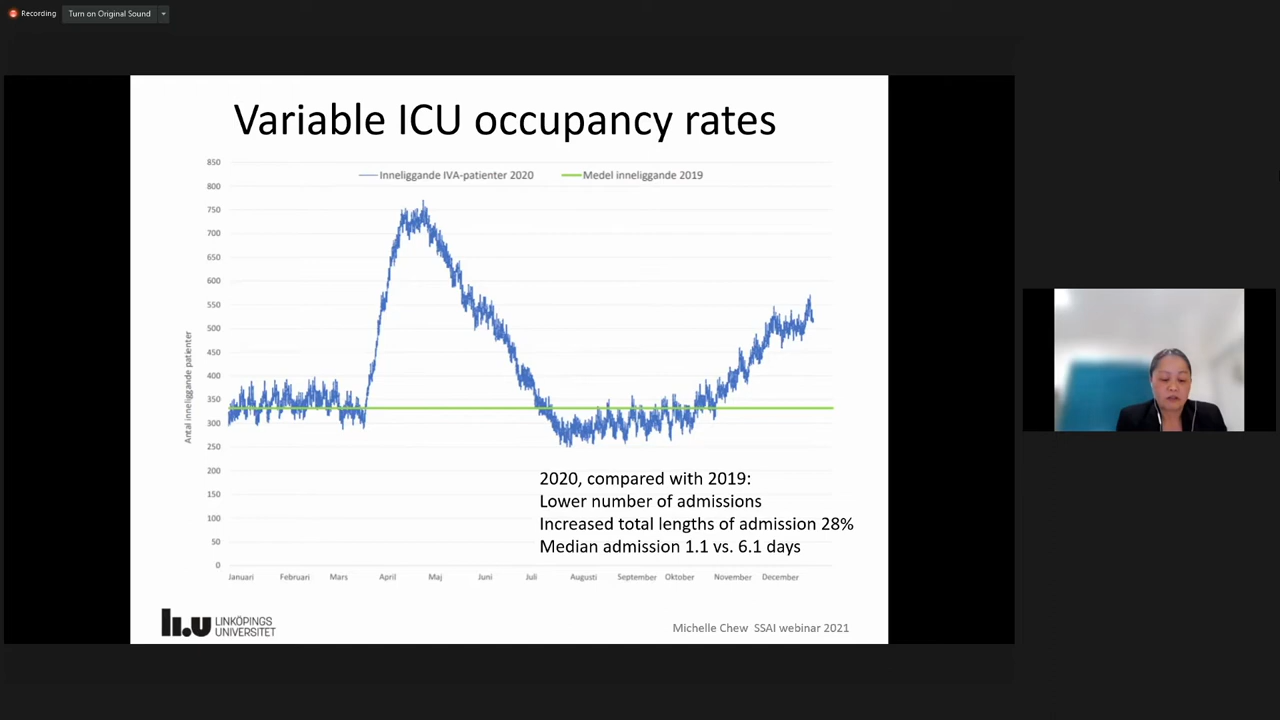 Recording
Turn on Original Sound
Variable ICU occupancy rates
Inneliggande IVA-patienter 2020
Medel inneliggande 2019
850
800
750
700
650
600
550
500
450
400
350
300
250
200
150
100
50
0
Antal inneliggande patienter
2020, compared with 2019:
Lower number of admissions
Increased total lengths of admission 28%
Median admission 1.1 vs. 6.1 days
Januari Februari Mars April Maj Juni Juli Augusti September Oktober November December
LINKÖPINGS
UNIVERSITET
Michelle Chew SSAI webinar 2021